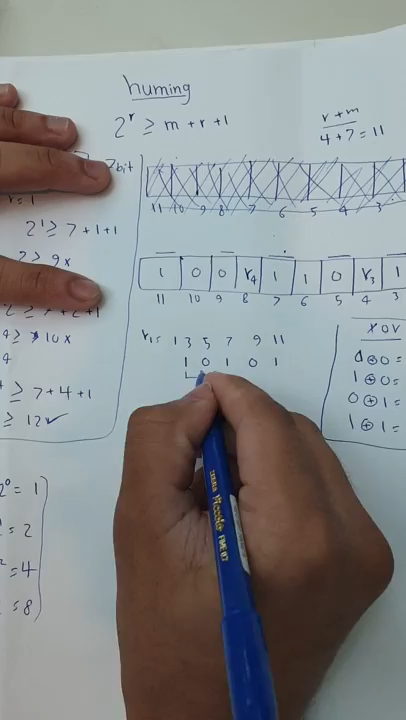 huming
2^r ≥ m + r + 1
r + m
4 + 7 = 11
7bit
r = 1
2^1 ≥ 7 + 1 + 1
2 ≥ 9 x
≥ 10 x
≥ 7 + 4 + 1
≥ 12 ✓
11 10 9 8 7 6 5 4 3
1 0 0 r4 1 1 0 r3 1
11 10 9 8 7 6 5 4 3
r1 = 1 3 5 7 9 11
1 0 1 0 1
xor
0 ⊕ 0 =
1 ⊕ 0 =
0 ⊕ 1 =
1 ⊕ 1 =
2^0 = 1
= 2
= 4
= 8
Piccolo FINE 07